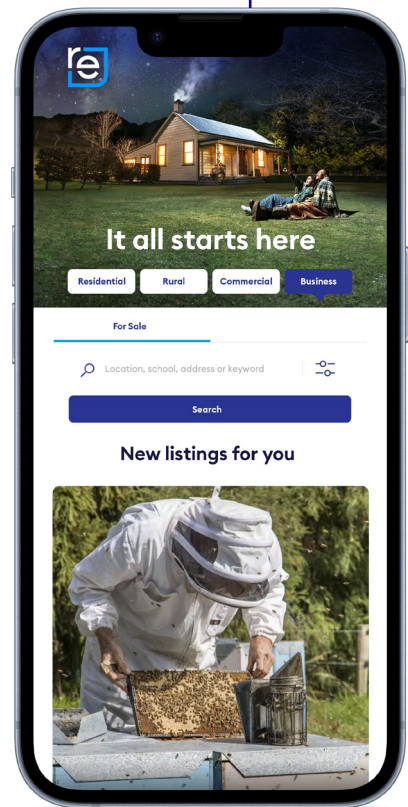 re
It all starts here
Residential Rural Commercial Business
For Sale
Location, school, address or keyword
Search
New listings for you